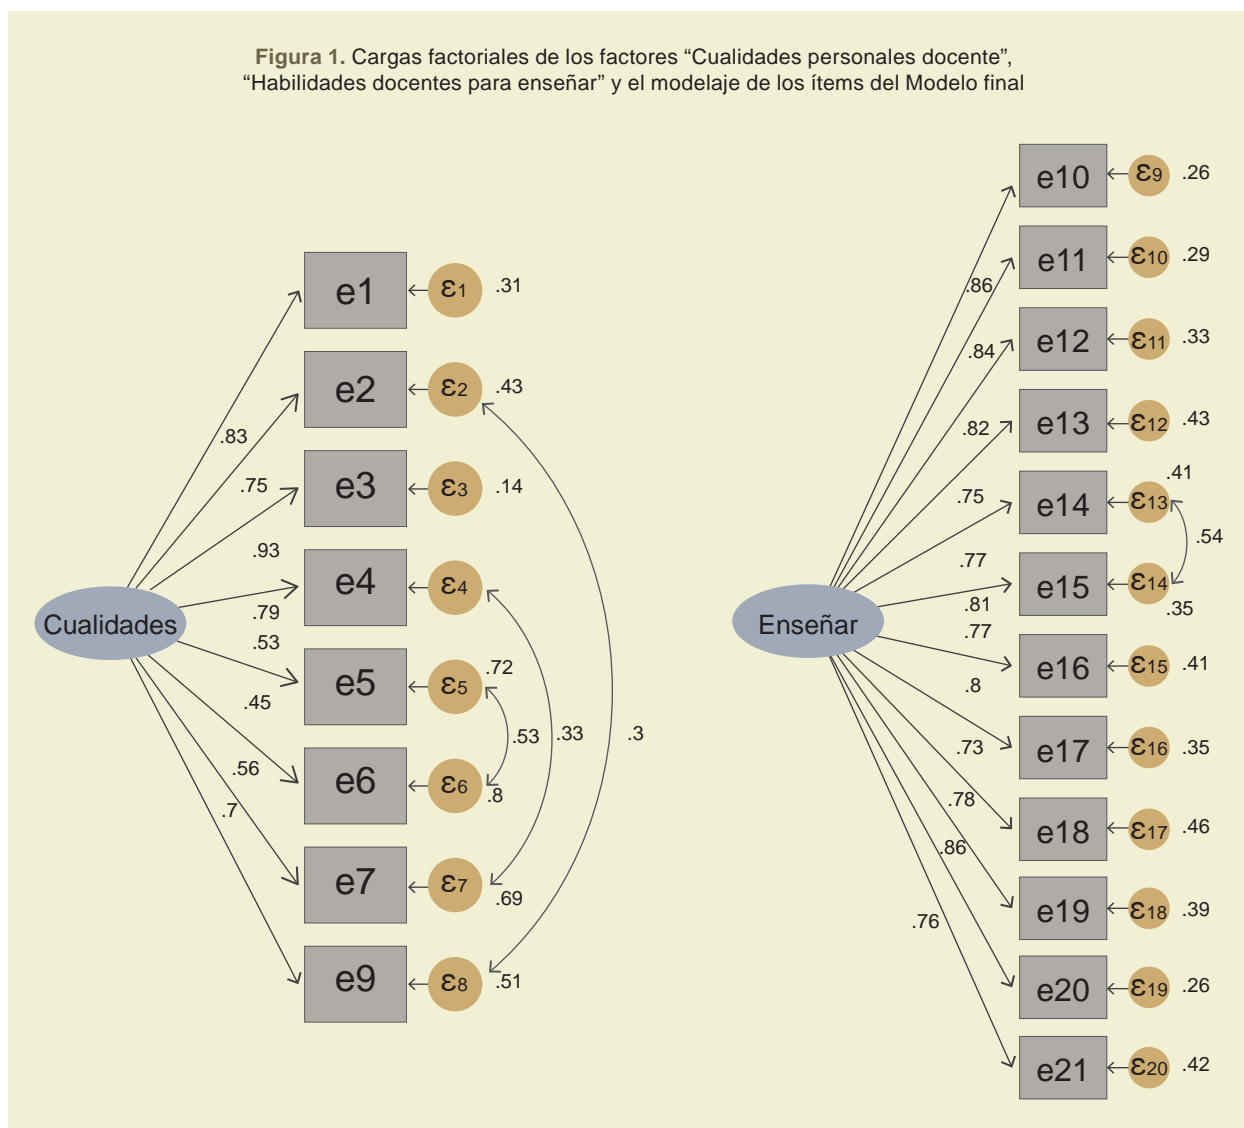 Figura 1. Cargas factoriales de los factores “Cualidades personales docente”,
“Habilidades docentes para enseñar” y el modelaje de los ítems del Modelo final
Cualidades
.83
.75
.93
.79
.53
.45
.56
.7
e1
ε1
.31
e2
ε2
.43
e3
ε3
.14
e4
ε4
e5
ε5
.72
e6
ε6
.8
e7
ε7
.69
e9
ε8
.51
.53
.33
.3
Enseñar
.86
.84
.82
.75
.77
.81
.77
.8
.73
.78
.86
.76
e10
ε9
.26
e11
ε10
.29
e12
ε11
.33
e13
ε12
.43
e14
ε13
.41
e15
ε14
.35
.54
e16
ε15
.41
e17
ε16
.35
e18
ε17
.46
e19
ε18
.39
e20
ε19
.26
e21
ε20
.42